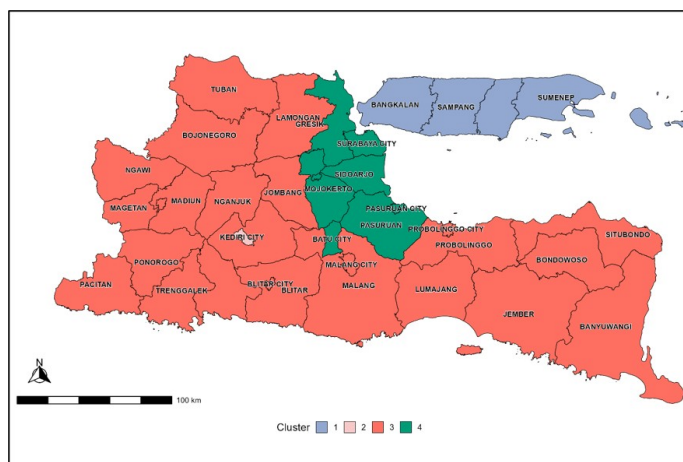 TUBAN
BANGKALAN
SAMPANG
SUMENEP
LAMONGAN
GRESIK
BOJONEGORO
SURABAYA CITY
NGAWI
SIDOARJO
MADIUN
NGANJUK
JOMBANG
MOJOKERTO
MAGETAN
PASURUAN CITY
PASURUAN
PROBOLINGGO CITY
SITUBONDO
KEDIRI CITY
BATU CITY
PROBOLINGGO
PONOROGO
MALANG CITY
BONDOWOSO
PACITAN
TRENGGALEK
BLITAR CITY
BLITAR
MALANG
LUMAJANG
JEMBER
BANYUWANGI
N
100 km
Cluster 1 2 3 4